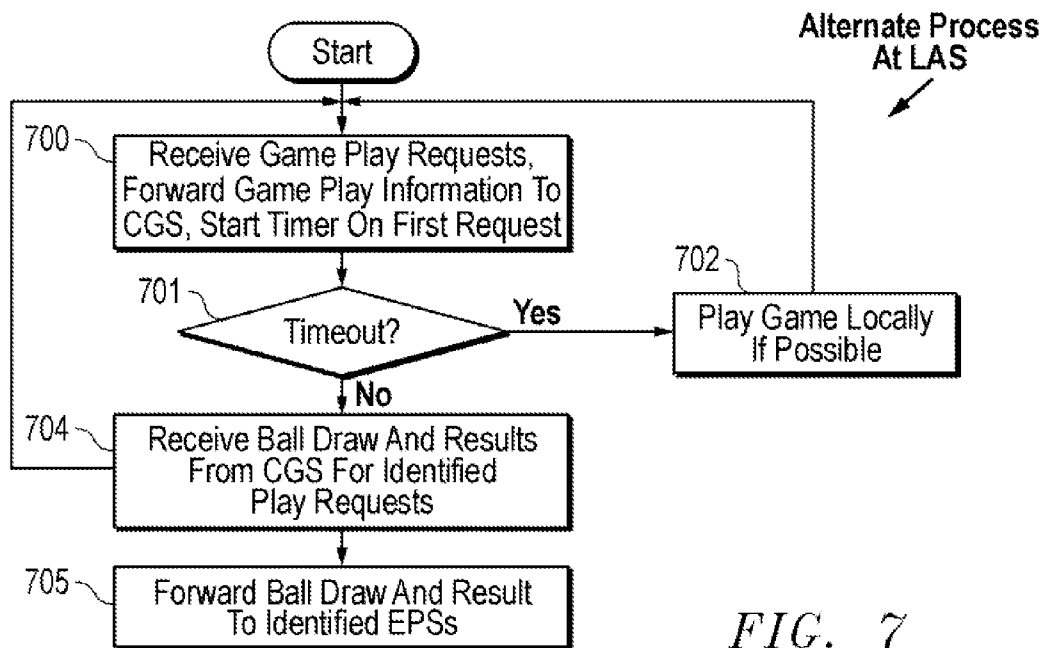 Alternate Process
At LAS
Start
700
Receive Game Play Requests,
Forward Game Play Information To
CGS, Start Timer On First Request
701
Timeout?
Yes
702
Play Game Locally
If Possible
No
704
Receive Ball Draw And Results
From CGS For Identified
Play Requests
705
Forward Ball Draw And Result
To Identified EPSs
FIG. 7